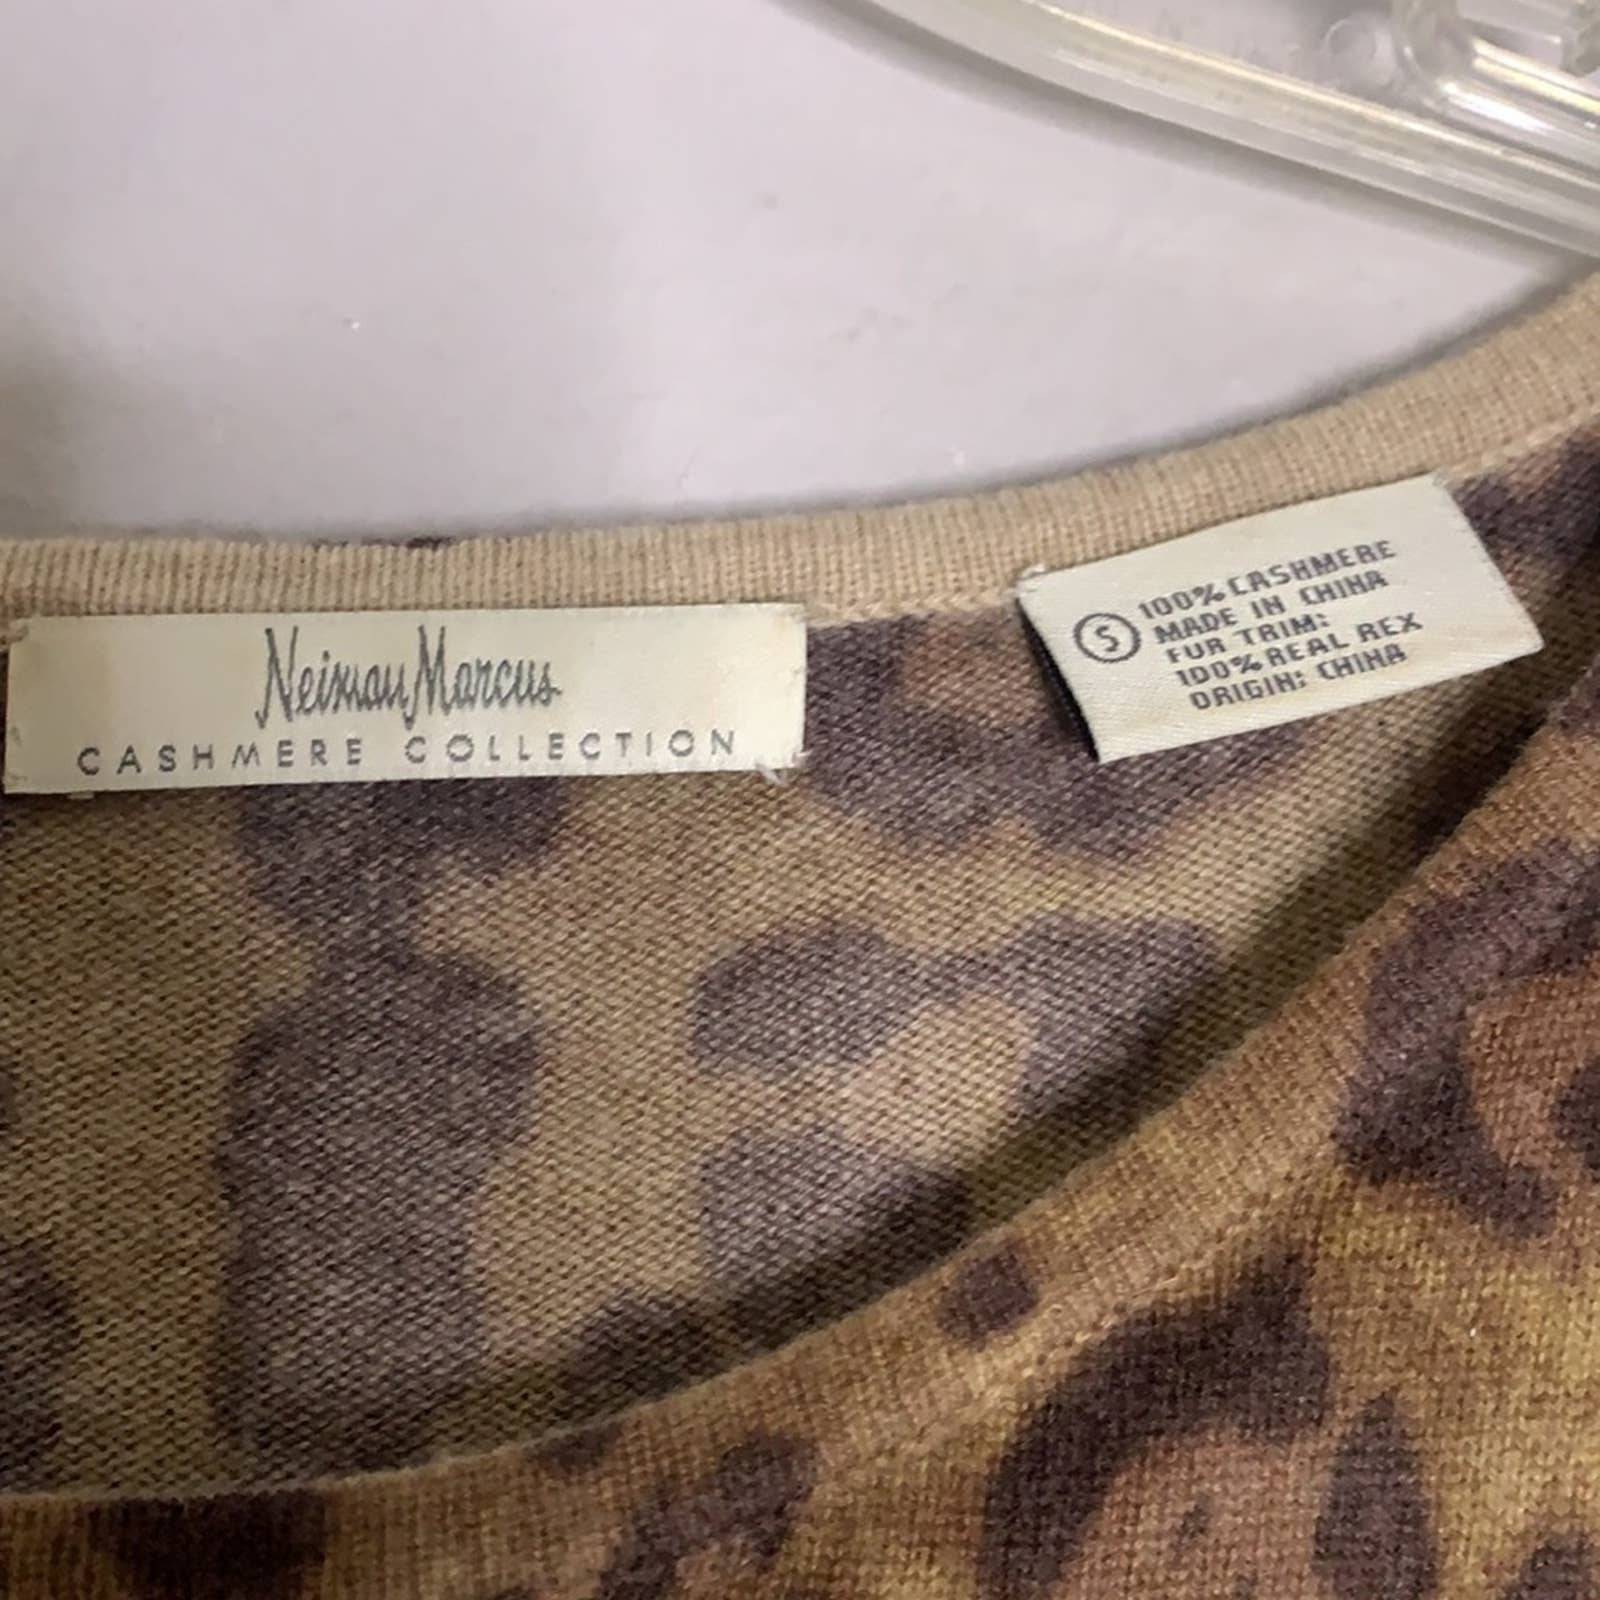 Neiman Marcus
CASHMERE COLLECTION
S
100% CASHMERE
MADE IN CHINA
FUR TRIM:
100% REAL REX
ORIGIN: CHINA